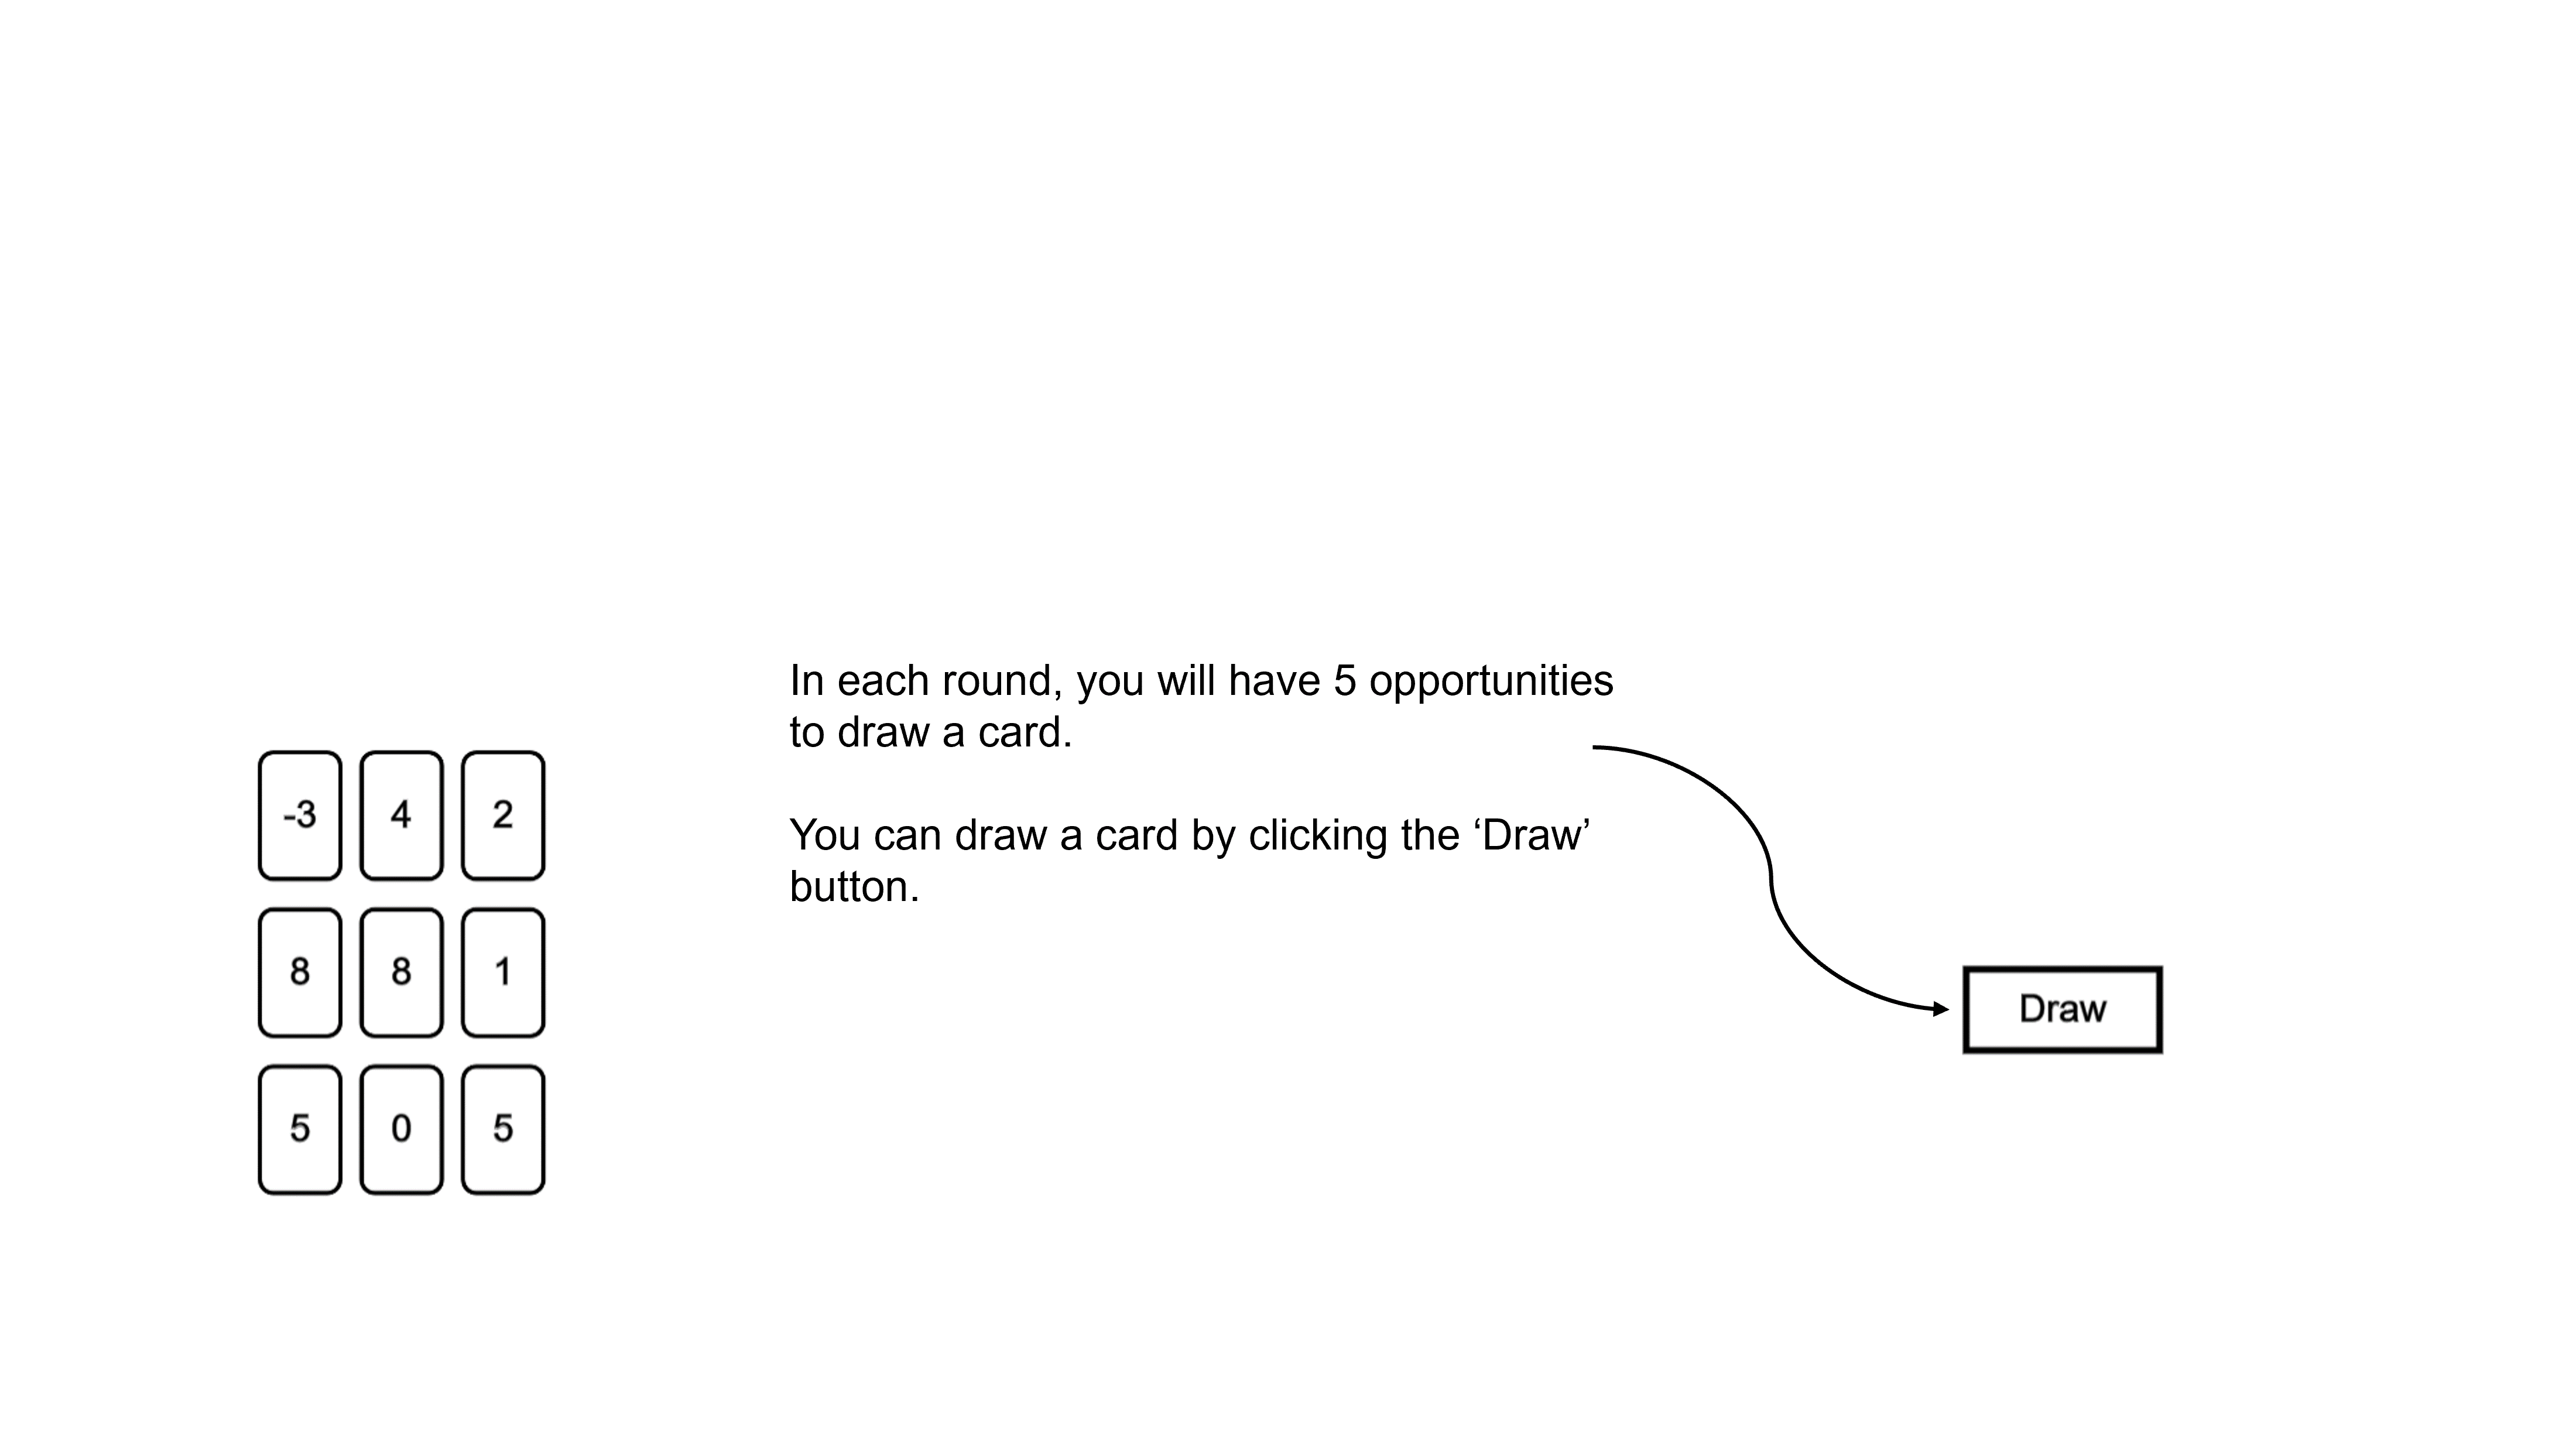 In each round, you will have 5 opportunities
to draw a card.
You can draw a card by clicking the ‘Draw’
button.
-3 4 2
8 8 1
5 0 5
Draw